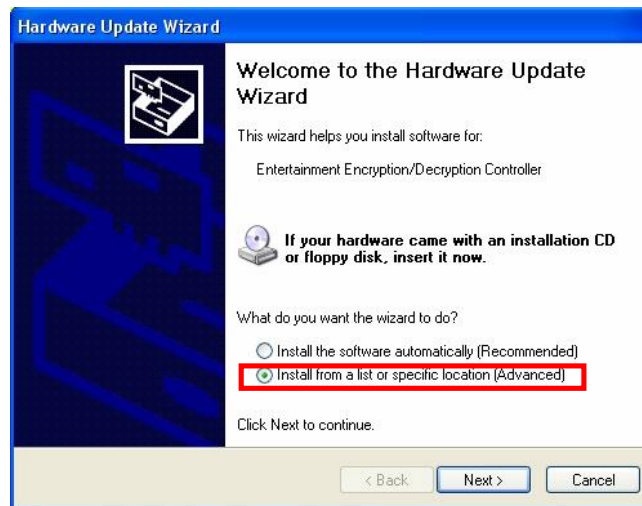 Hardware Update Wizard
Welcome to the Hardware Update
Wizard
This wizard helps you install software for:
Entertainment Encryption/Decryption Controller
If your hardware came with an installation CD
or floppy disk, insert it now.
What do you want the wizard to do?
Install the software automatically (Recommended)
Install from a list or specific location (Advanced)
Click Next to continue.
< Back
Next >
Cancel